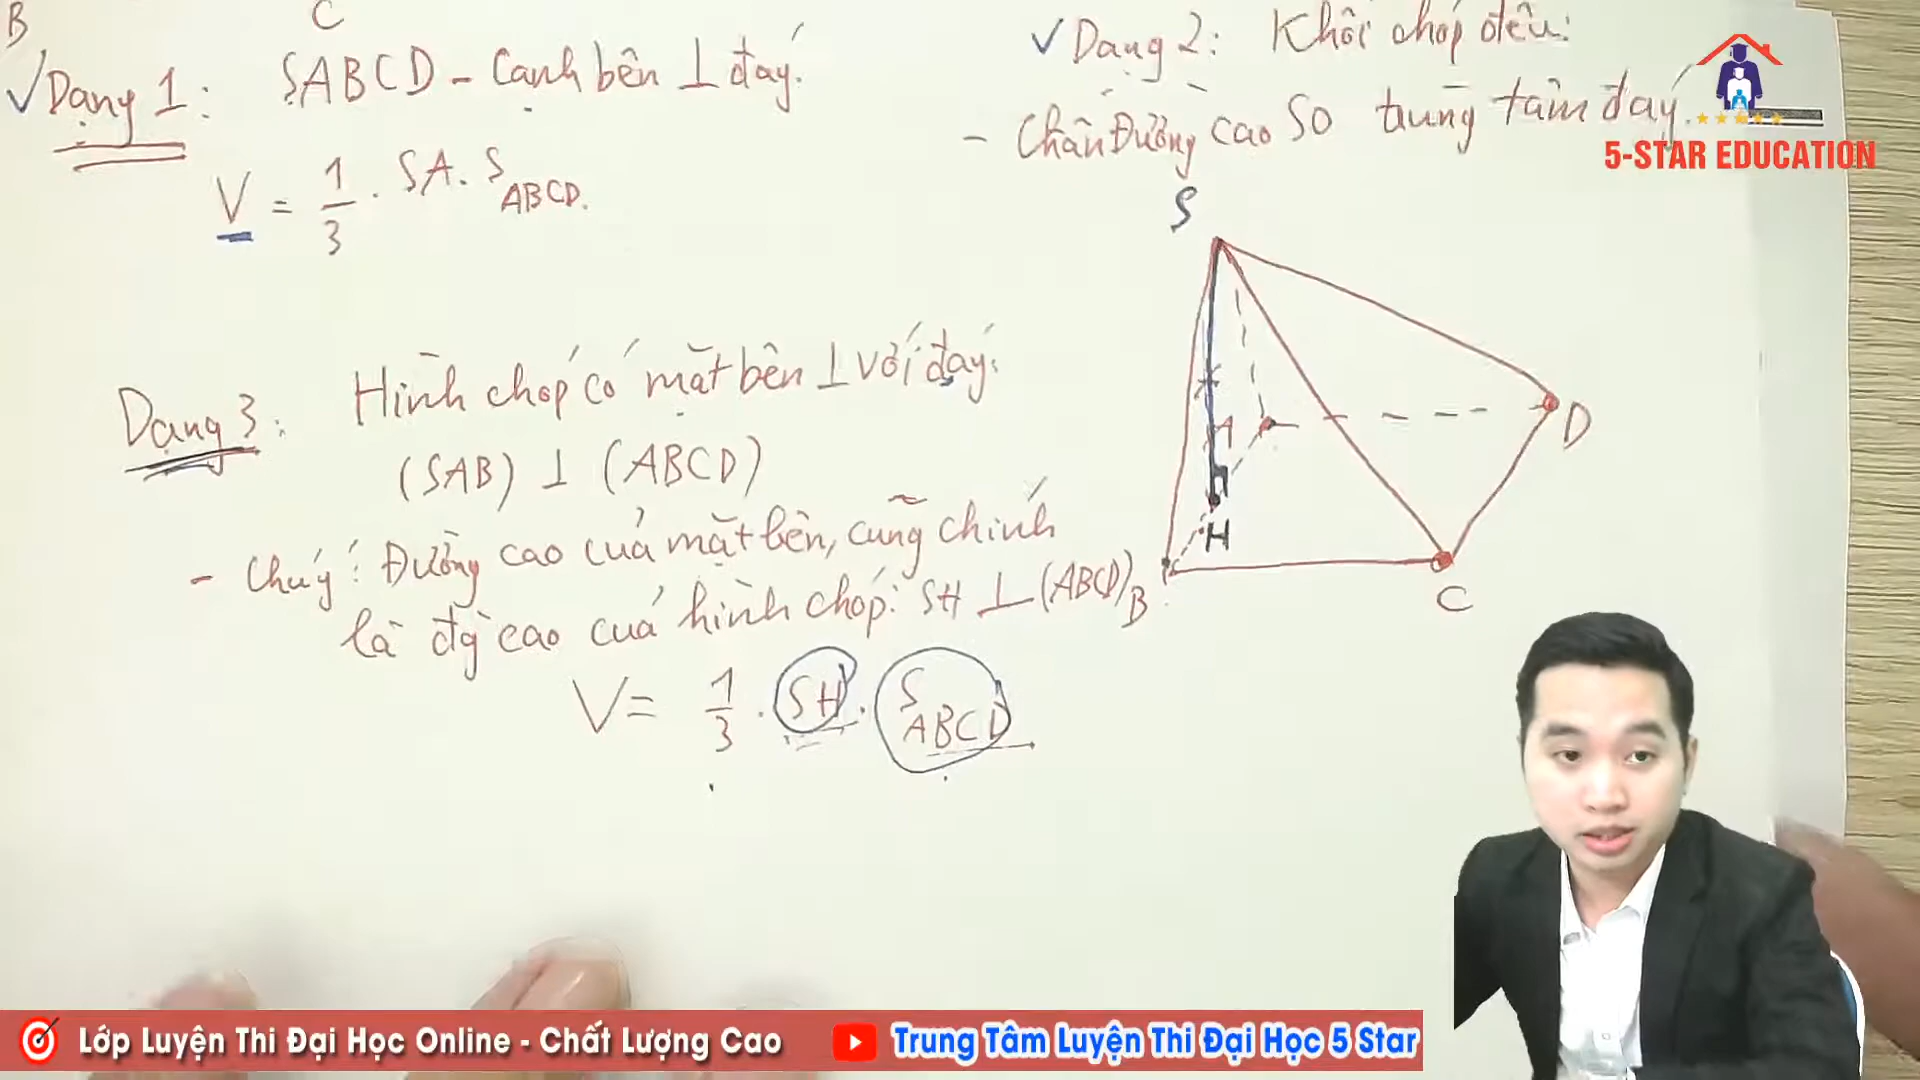 B
C
✓Dạng 1: SABCD - Cạnh bên ⊥ đáy.
V = 1/3 . SA. S ABCD.
✓Dạng 2: Khối chóp đều:
- Chân Đường cao SO trùng tâm đáy.
5-STAR EDUCATION
S
A
D
H
B
C
Dạng 3: Hình chóp có mặt bên ⊥ với đáy:
(SAB) ⊥ (ABCD)
- Chú ý: Đường cao của mặt bên, cũng chính
là đg cao của hình chóp: SH ⊥ (ABCD)
V = 1/3 . SH . S ABCD
Lớp Luyện Thi Đại Học Online - Chất Lượng Cao
Trung Tâm Luyện Thi Đại Học 5 Star